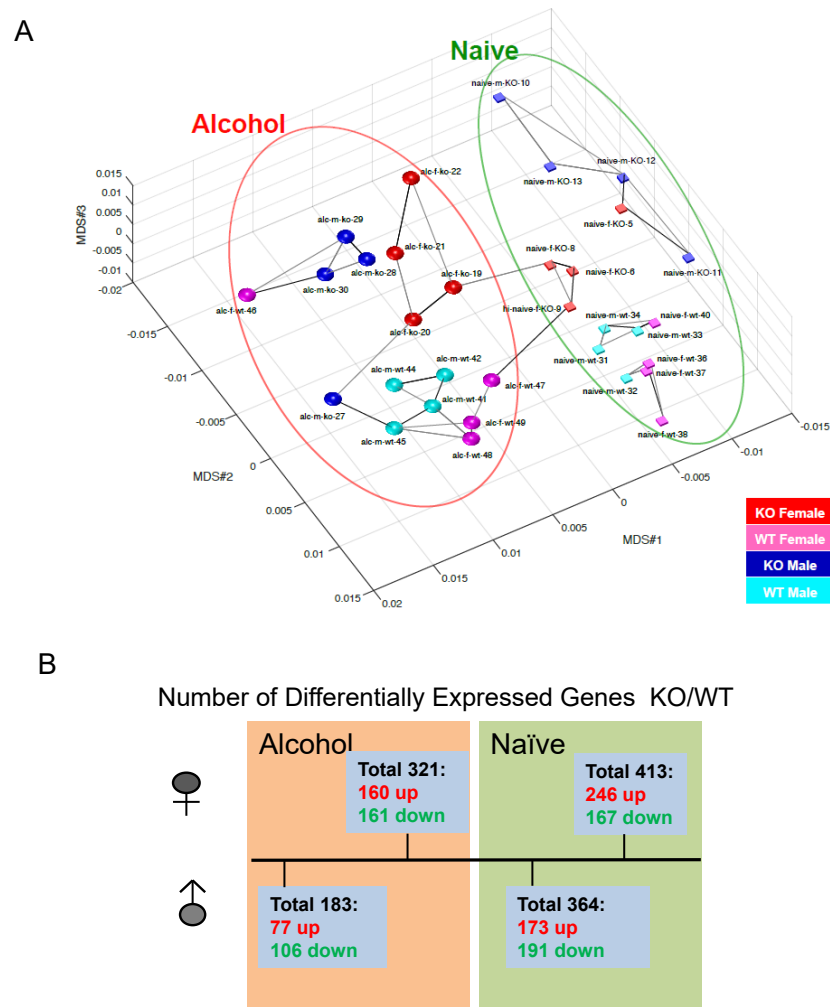 A
Naive
Alcohol
naive-m-KO-10
naive-m-KO-12
naive-m-KO-13
naive-f-KO-5
naive-m-KO-11
alc-f-ko-22
alc-m-ko-29
alc-f-ko-21
alc-m-ko-28
alc-m-ko-30
alc-f-ko-19
alc-f-wt-46
alc-f-ko-20
naive-f-KO-8
naive-f-KO-6
hi-naive-f-KO-9
naive-m-wt-34
naive-f-wt-40
naive-m-wt-33
naive-m-wt-31
naive-f-wt-36
naive-f-wt-37
naive-m-wt-32
naive-f-wt-38
alc-m-wt-42
alc-m-wt-44
alc-m-wt-41
alc-f-wt-47
alc-m-ko-27
alc-m-wt-45
alc-f-wt-49
alc-f-wt-48
MDS#3
0.015
0.01
0.005
0
-0.005
-0.01
-0.02
-0.015
-0.01
-0.005
0
0.005
0.01
0.015
MDS#2
0.02
0.015
0.01
0.005
0
-0.005
-0.01
-0.015
MDS#1
KO Female
WT Female
KO Male
WT Male
B
Number of Differentially Expressed Genes KO/WT
Alcohol
Naïve
Total 321:
160 up
161 down
Total 413:
246 up
167 down
Total 183:
77 up
106 down
Total 364:
173 up
191 down